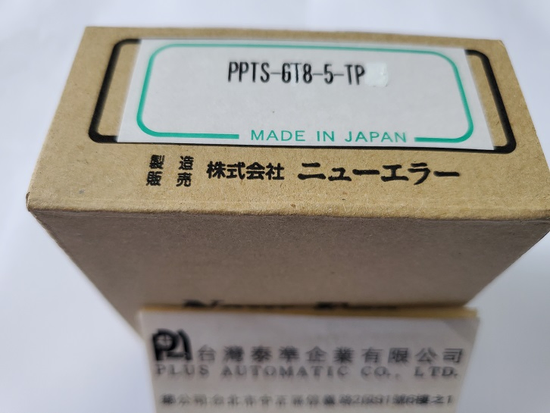 PPTS-6T8-5-TP
MADE IN JAPAN
製造
販売 株式会社 ニューエラー
台灣泰準企業有限公司
PLUS AUTOMATIC CO., LTD.